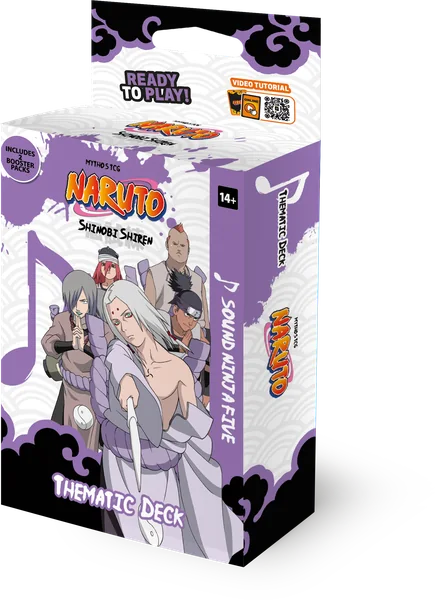 READY
TO PLAY!
VIDEO TUTORIAL
INCLUDES
2
BOOSTER
PACKS
MYTHOS TCG
NARUTO
SHINOBI SHIREN
14+
THEMATIC DECK
SOUND NINJA FIVE
MYTHOS TCG
NARUTO
THEMATIC DECK